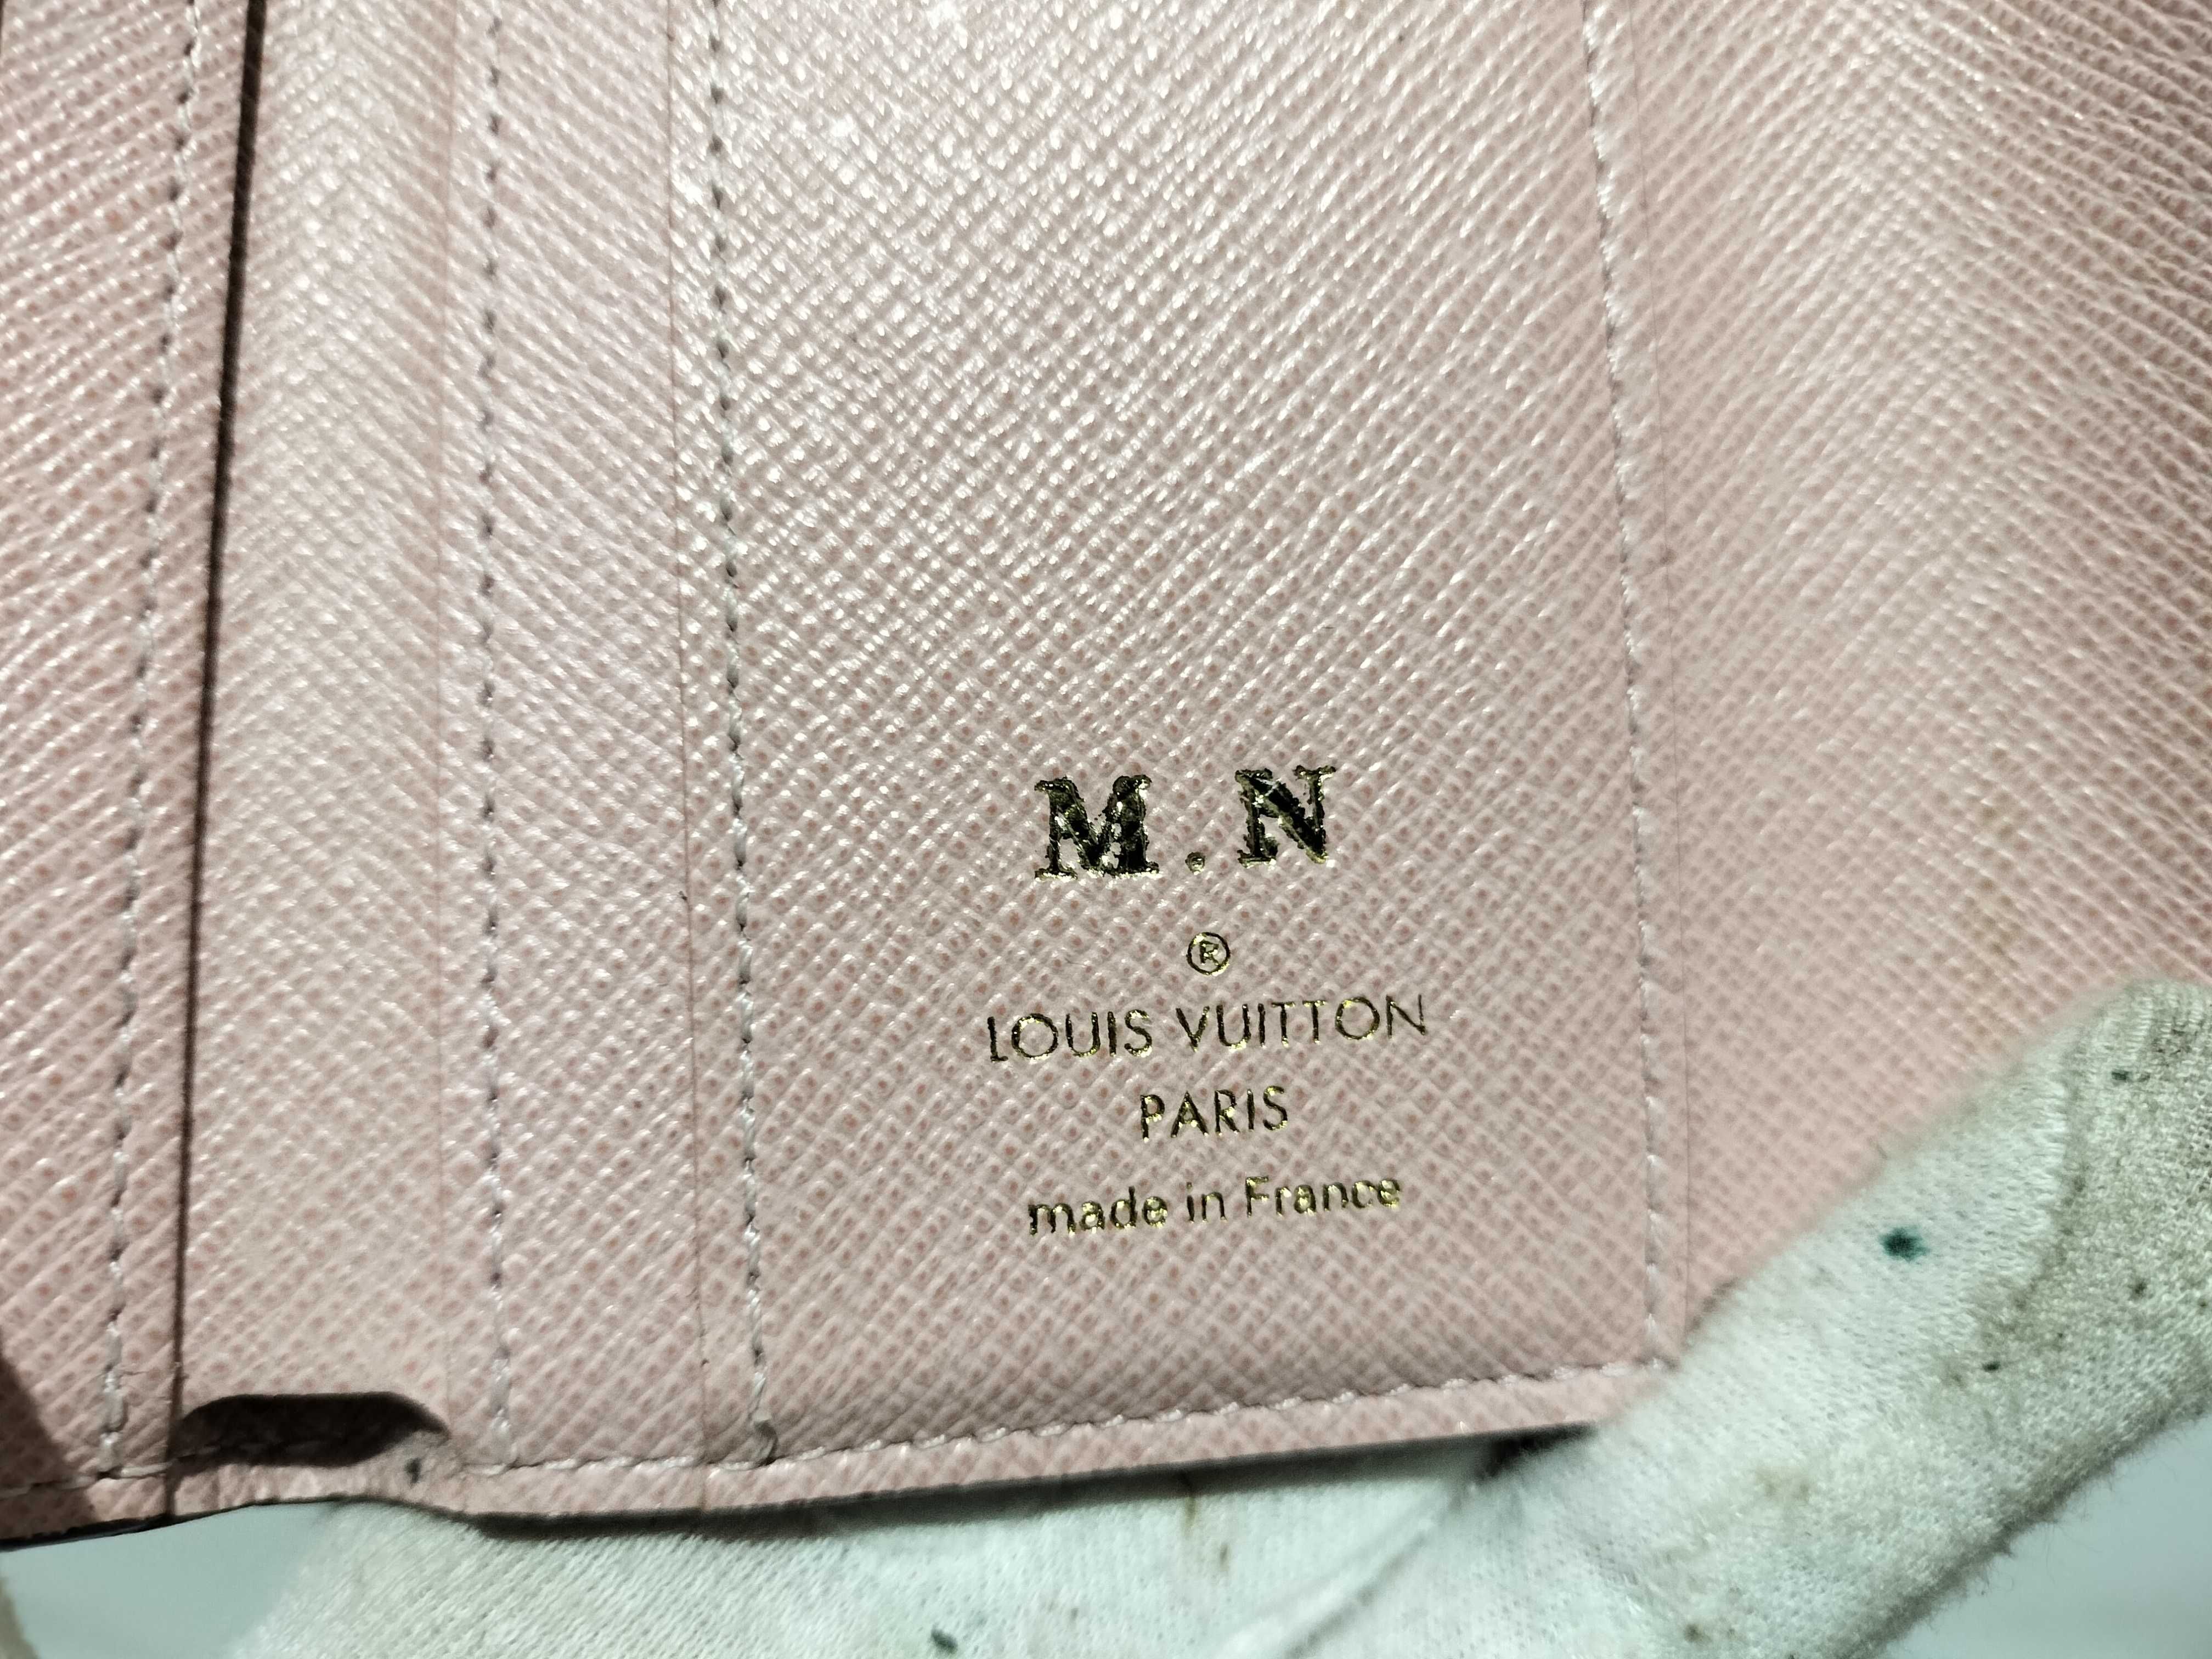 M.N
®
LOUIS VUITTON
PARIS
made in France